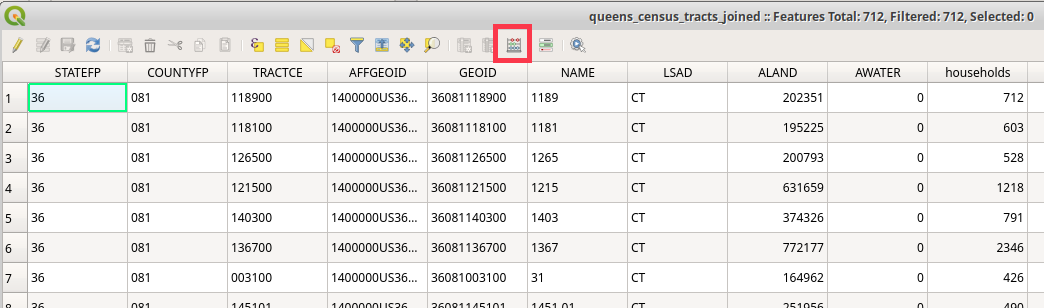 queens_census_tracts_joined :: Features Total: 712, Filtered: 712, Selected: 0
STATEFP COUNTYFP TRACTCE AFFGEOID GEOID NAME LSAD ALAND AWATER households
1 36 081 118900 1400000US36... 36081118900 1189 CT 202351 0 712
2 36 081 118100 1400000US36... 36081118100 1181 CT 195225 0 603
3 36 081 126500 1400000US36... 36081126500 1265 CT 200793 0 528
4 36 081 121500 1400000US36... 36081121500 1215 CT 631659 0 1218
5 36 081 140300 1400000US36... 36081140300 1403 CT 374326 0 791
6 36 081 136700 1400000US36... 36081136700 1367 CT 772177 0 2346
7 36 081 003100 1400000US36... 36081003100 31 CT 164962 0 426
8 36 081 145101 1400000US36... 36081145101 1451.01 CT 251956 0 490